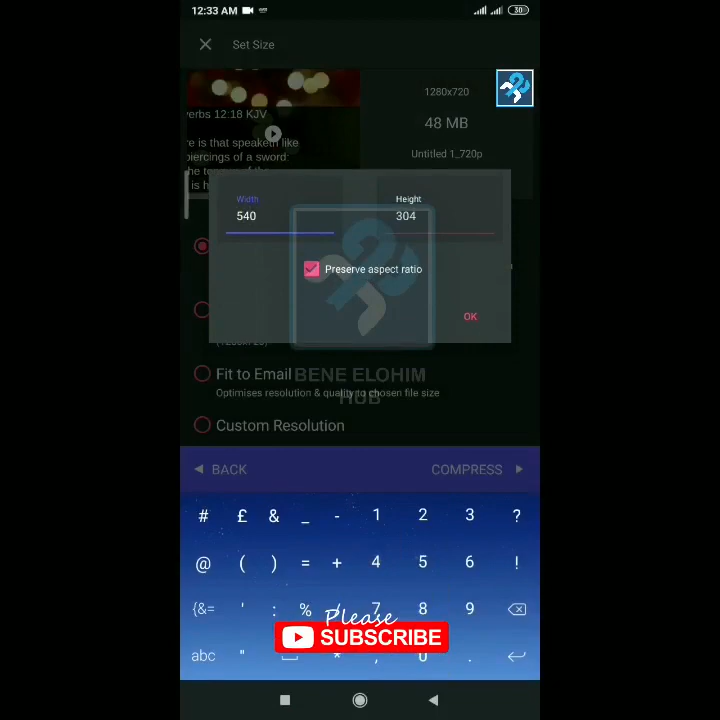 12:33 AM
30
Set Size
1280x720
48 MB
Untitled 1_720p
erbs 12:18 KJV
re is that speaketh like
piercings of a sword:
Width
Height
540
304
Preserve aspect ratio
OK
Fit to Email
Optimises resolution & quality to chosen file size
BENE ELOHIM
HUB
Custom Resolution
BACK
COMPRESS
# £ & _ - 1 2 3 ?
@ ( ) = + 4 5 6 !
{&= ' : % / 7 8 9
Please
SUBSCRIBE
abc " * , 0 .